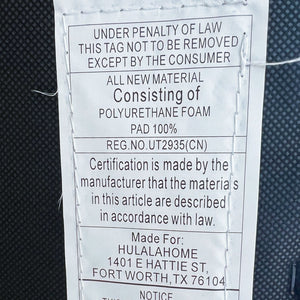 UNDER PENALTY OF LAW
THIS TAG NOT TO BE REMOVED
EXCEPT BY THE CONSUMER
ALL NEW MATERIAL
Consisting of
POLYURETHANE FOAM
PAD 100%
REG.NO.UT2935(CN)
Certification is made by the
manufacturer that the materials
in this article are described
in accordance with law.
Made For:
HULALAHOME
1401 E HATTIE ST,
FORT WORTH,TX 76104
NOTICE